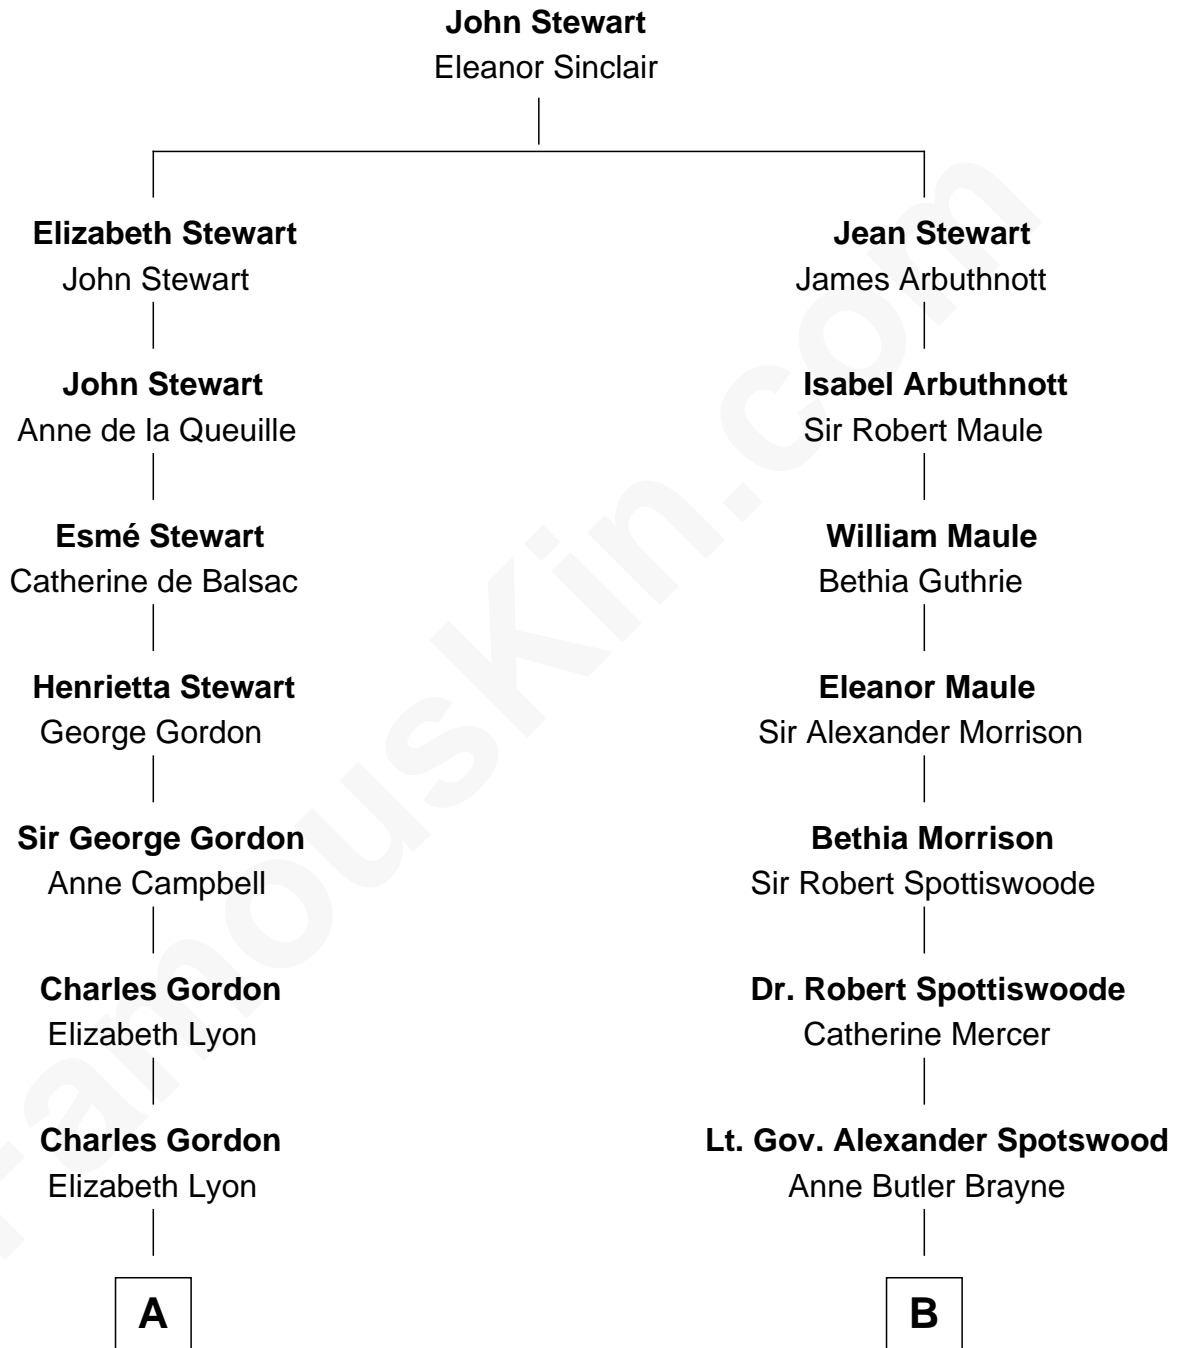 John Stewart
Eleanor Sinclair
Elizabeth Stewart
John Stewart
Jean Stewart
James Arbuthnott
John Stewart
Anne de la Queuille
Isabel Arbuthnott
Sir Robert Maule
Esmé Stewart
Catherine de Balsac
William Maule
Bethia Guthrie
Henrietta Stewart
George Gordon
Eleanor Maule
Sir Alexander Morrison
Sir George Gordon
Anne Campbell
Bethia Morrison
Sir Robert Spottiswoode
Charles Gordon
Elizabeth Lyon
Dr. Robert Spottiswoode
Catherine Mercer
Charles Gordon
Elizabeth Lyon
Lt. Gov. Alexander Spotswood
Anne Butler Brayne
A
B
FamousKin.com